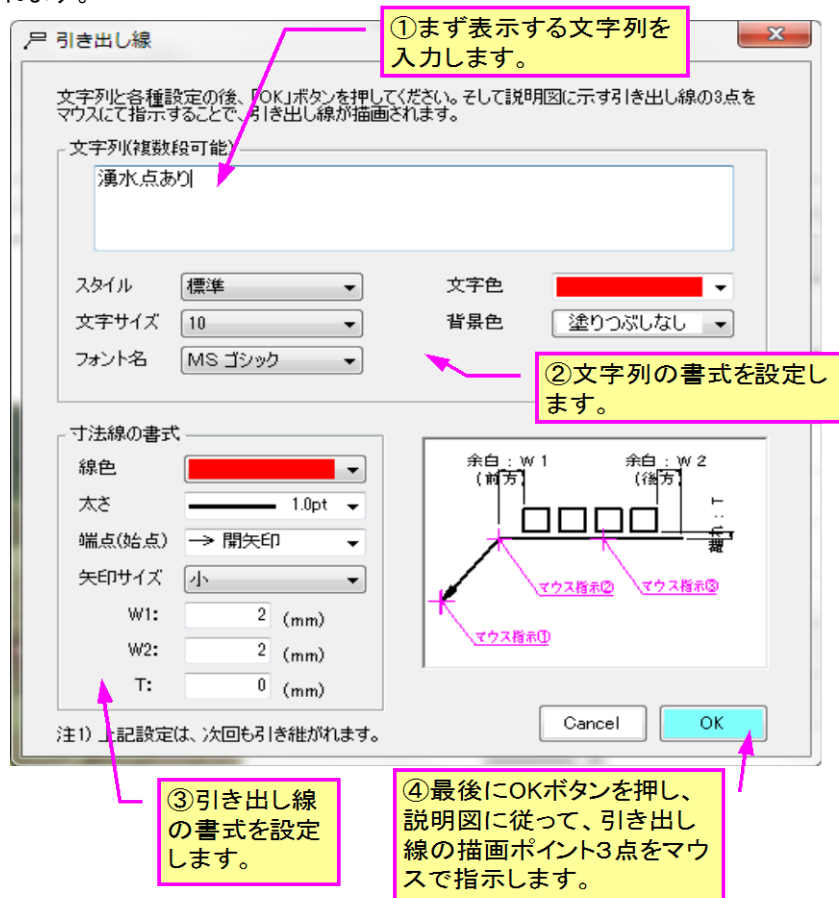 れます。
引き出し線
①まず表示する文字列を
入力します。
文字列と各種設定の後、「OK」ボタンを押してください。そして説明図に示す引き出し線の3点を
マウスにて指示することで、引き出し線が描画されます。
文字列(複数段可能)
湧水点あり
スタイル
標準
文字色
文字サイズ
10
背景色
塗りつぶしなし
フォント名
MS ゴシック
②文字列の書式を設定し
ます。
寸法線の書式
線色
太さ
1.0pt
端点(始点)
開矢印
矢印サイズ
小
W1:
2
(mm)
W2:
2
(mm)
T:
0
(mm)
余白:W1
(前方)
余白:W2
(後方)
マウス指示②
マウス指示③
マウス指示①
注1) 上記設定は、次回も引き継がれます。
Cancel
OK
③引き出し線
の書式を設定
します。
④最後にOKボタンを押し、
説明図に従って、引き出し
線の描画ポイント3点をマウ
スで指示します。